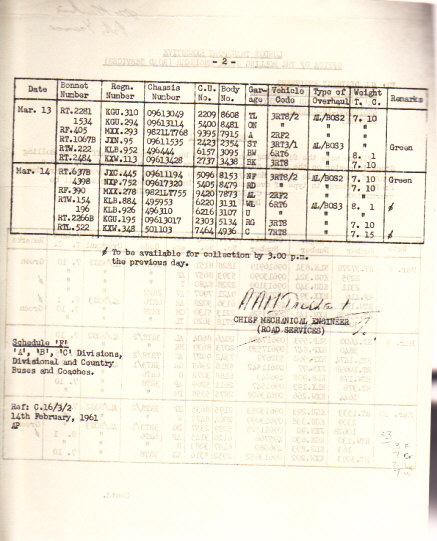 - 2 -
Date Bonnet Number Regn. Number Chassis Number C.U. No. Body No. Gar- age Vehicle Code Type of Overhaul Weight T. C. Remarks
Mar. 13 RT.2281 KGU.310 09613049 2209 8608 TL 3RT8/2 AL/BOS2 7. 10
1534 KGU.294 09613114 5400 8481 ON " " "
RF.405 MXX.293 9821LT768 9395 7915 A 2RF2 "
RT.1067B JXN.95 09611535 2423 2354 ST 3RT3/1 AL/BOS3 " Green
RTW.222 KLB.952 496444 6157 3095 BW 6RT6 " 8. 1
RT.2484 KXW.113 09613428 2737 3438 BK 3RT8 " 7. 10
Mar. 14 RT.637B JXC.445 09611194 5096 8153 NF 3RT8/2 AL/BOS2 7. 10 Green
4398 NXP.752 09617320 5405 8479 RD " " 7. 10
RF.390 MXX.278 9821LT755 9420 7873 AL 2RF2 "
RTW.154 KLB.884 495953 6220 3131 WL 6RT6 AL/BOS3 8. 1 ∮
196 KLB.926 496310 6216 3107 U " "
RT.2266B KGU.195 09613017 2303 5134 RG 3RT8 " 7. 10
RTL.522 KXW.348 501103 7464 4936 C 7RT8 " 7. 15 ∮
∮ To be available for collection by 3.00 p.m.
the previous day.
CHIEF MECHANICAL ENGINEER
(ROAD SERVICES)
Schedule 'P'
'A', 'B', 'C' Divisions,
Divisional and Country
Buses and Coaches.
Ref: C.16/3/2
14th February, 1961
AP